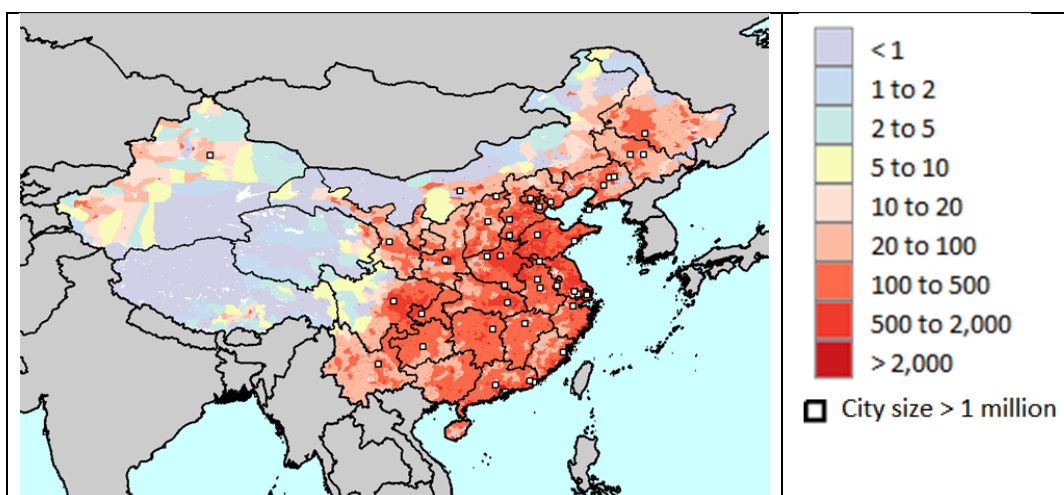 < 1
1 to 2
2 to 5
5 to 10
10 to 20
20 to 100
100 to 500
500 to 2,000
> 2,000
City size > 1 million